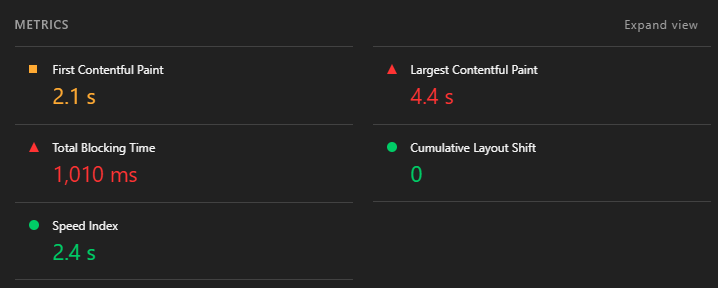 METRICS
Expand view
First Contentful Paint
2.1 s
Largest Contentful Paint
4.4 s
Total Blocking Time
1,010 ms
Cumulative Layout Shift
0
Speed Index
2.4 s